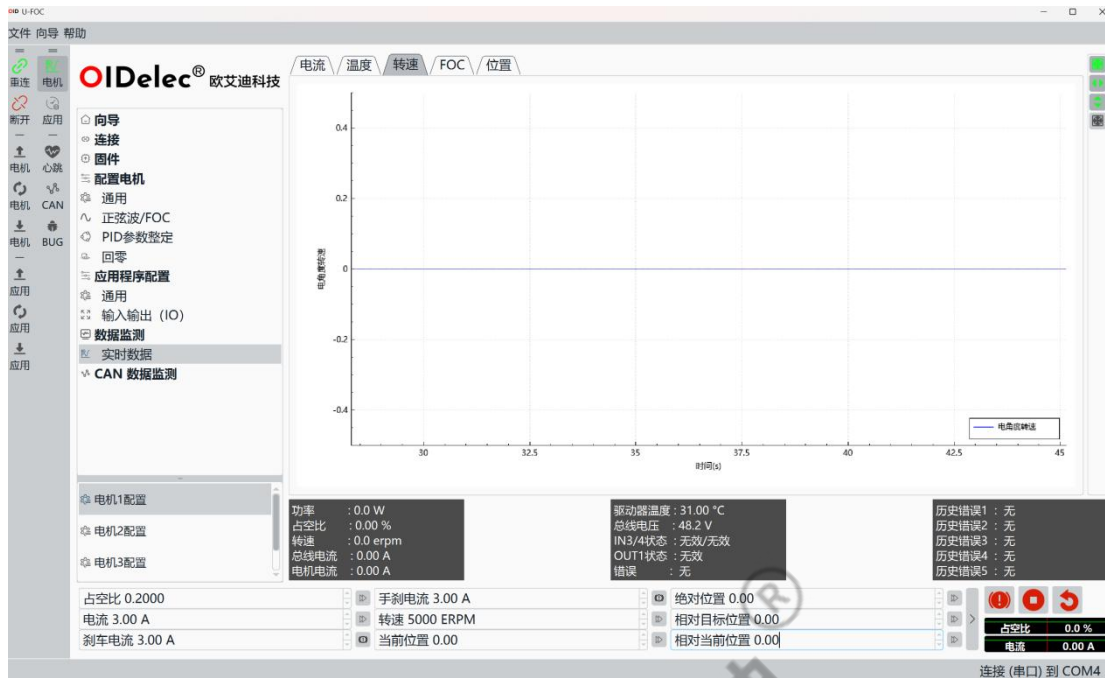 OID U-FOC
文件 向导 帮助
重连 电机
断开 应用
电机 心跳
电机 CAN
电机 BUG
应用
应用
应用
OIDelec® 欧艾迪科技
向导
连接
固件
配置电机
通用
正弦波/FOC
PID参数整定
回零
应用程序配置
通用
输入输出（IO）
数据监测
实时数据
CAN 数据监测
电机1配置
电机2配置
电机3配置
电流 温度 转速 FOC 位置
0.4
0.2
0
-0.2
-0.4
电角度转速
30 32.5 35 37.5 40 42.5 45
时间(s)
电角度转速
功率 : 0.0 W
占空比 : 0.00 %
转速 : 0.0 erpm
总线电流 : 0.00 A
电机电流 : 0.00 A
驱动器温度 : 31.00 °C
总线电压 : 48.2 V
IN3/4状态 : 无效/无效
OUT1状态 : 无效
错误 : 无
历史错误1 : 无
历史错误2 : 无
历史错误3 : 无
历史错误4 : 无
历史错误5 : 无
占空比 0.2000 手刹电流 3.00 A 绝对位置 0.00
电流 3.00 A 转速 5000 ERPM 相对目标位置 0.00
刹车电流 3.00 A 当前位置 0.00 相对当前位置 0.00
占空比 0.0 %
电流 0.00 A
连接 (串口) 到 COM4
®